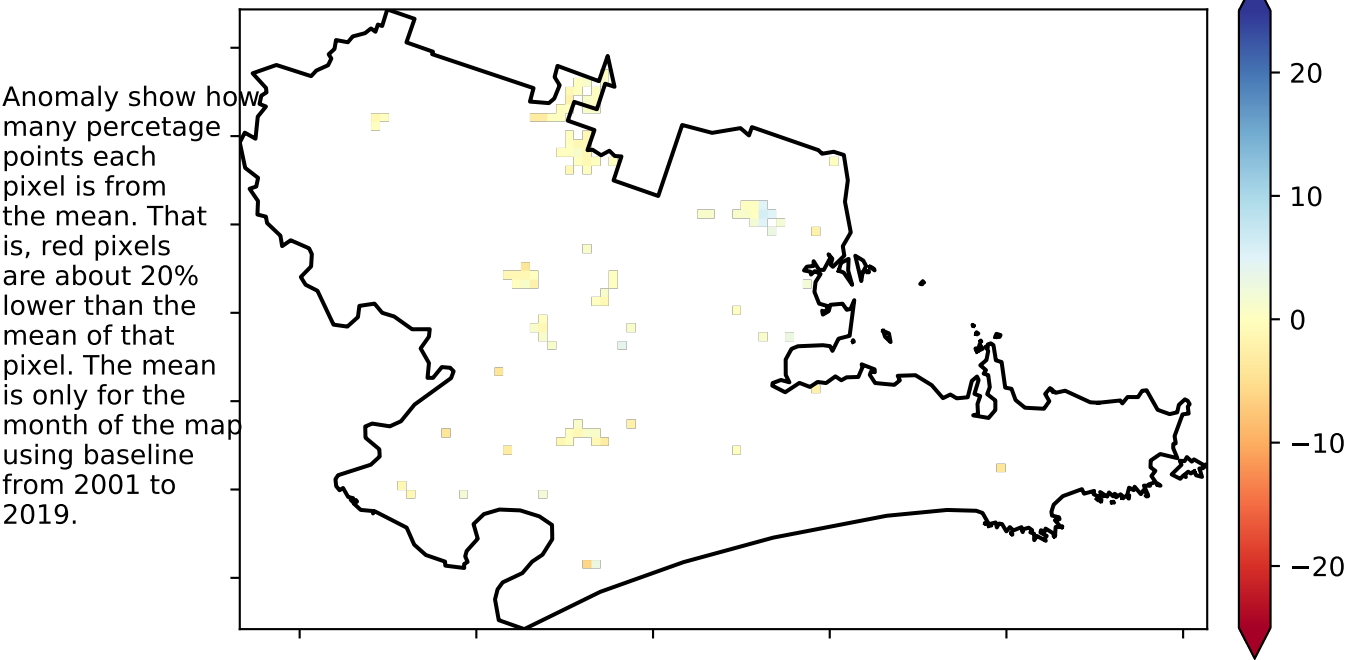 Anomaly show how
many percetage
points each
pixel is from
the mean. That
is, red pixels
are about 20%
lower than the
mean of that
pixel. The mean
is only for the
month of the map
using baseline
from 2001 to
2019.
20
10
0
−10
−20